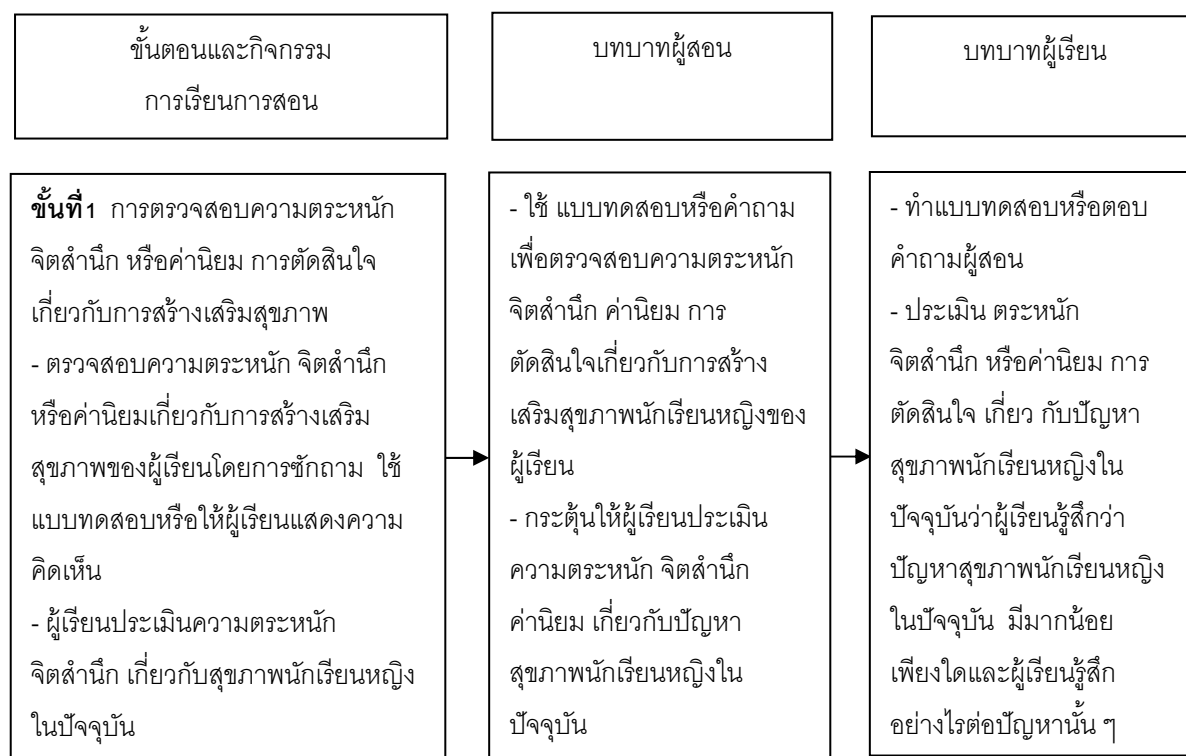 ขั้นตอนและกิจกรรม
การเรียนการสอน
บทบาทผู้สอน
บทบาทผู้เรียน
ขั้นที่1 การตรวจสอบความตระหนัก
จิตสำนึก หรือค่านิยม การตัดสินใจ
เกี่ยวกับการสร้างเสริมสุขภาพ
- ตรวจสอบความตระหนัก จิตสำนึก
หรือค่านิยมเกี่ยวกับการสร้างเสริม
สุขภาพของผู้เรียนโดยการซักถาม ใช้
แบบทดสอบหรือให้ผู้เรียนแสดงความ
คิดเห็น
- ผู้เรียนประเมินความตระหนัก
จิตสำนึก เกี่ยวกับสุขภาพนักเรียนหญิง
ในปัจจุบัน
- ใช้ แบบทดสอบหรือคำถาม
เพื่อตรวจสอบความตระหนัก
จิตสำนึก ค่านิยม การ
ตัดสินใจเกี่ยวกับการสร้าง
เสริมสุขภาพนักเรียนหญิงของ
ผู้เรียน
- กระตุ้นให้ผู้เรียนประเมิน
ความตระหนัก จิตสำนึก
ค่านิยม เกี่ยวกับปัญหา
สุขภาพนักเรียนหญิงใน
ปัจจุบัน
- ทำแบบทดสอบหรือตอบ
คำถามผู้สอน
- ประเมิน ตระหนัก
จิตสำนึก หรือค่านิยม การ
ตัดสินใจ เกี่ยว กับปัญหา
สุขภาพนักเรียนหญิงใน
ปัจจุบันว่าผู้เรียนรู้สึกว่า
ปัญหาสุขภาพนักเรียนหญิง
ในปัจจุบัน มีมากน้อย
เพียงใดและผู้เรียนรู้สึก
อย่างไรต่อปัญหานั้น ๆ